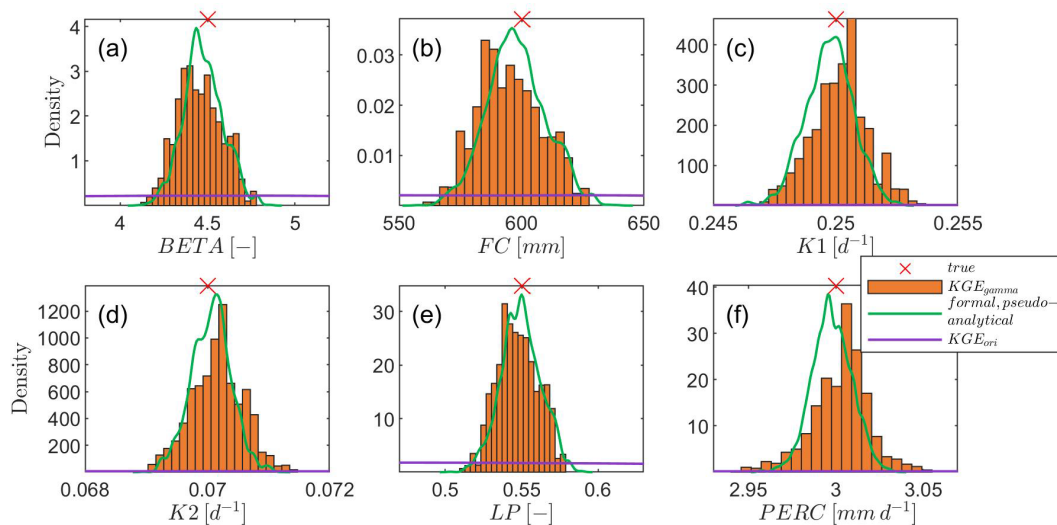 (a)
4
3
2
1
Density
4
4.5
5
BETA [−]
(b)
0.03
0.02
0.01
550
600
650
FC [mm]
(c)
400
300
200
100
0.245
0.25
0.255
K1 [d⁻¹]
(d)
1200
1000
800
600
400
200
Density
0.068
0.07
0.072
K2 [d⁻¹]
(e)
30
20
10
0.5
0.55
0.6
LP [−]
(f)
40
30
20
10
2.95
3
3.05
PERC [mm d⁻¹]
true
KGE_gamma
formal, pseudo−
analytical
KGE_ori